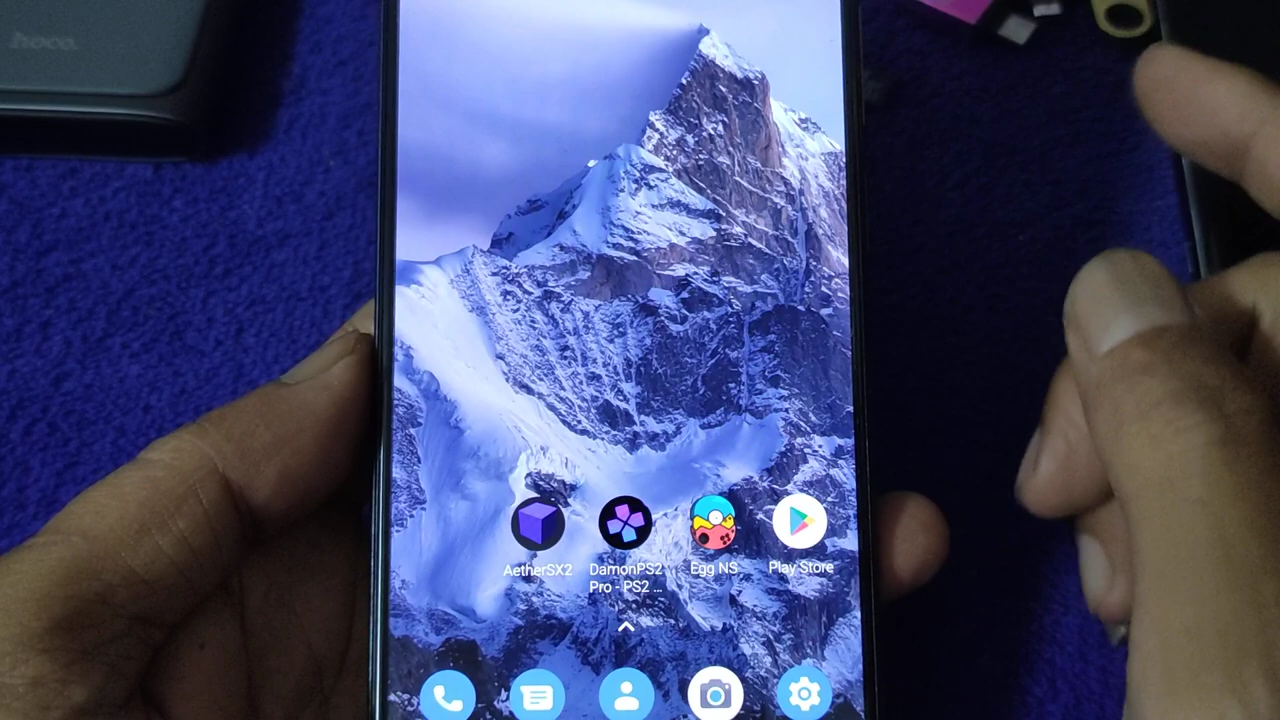 hoco.
AetherSX2
DamonPS2
Pro - PS2 ...
Egg NS
Play Store